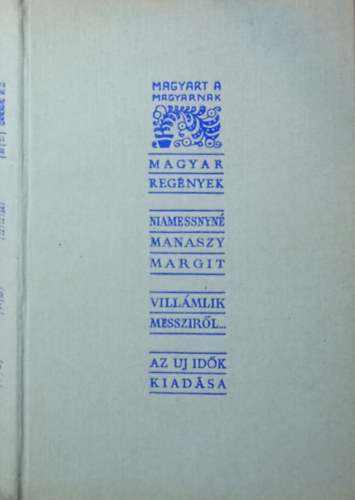 MAGYART A
MAGYARNAK
MAGYAR
REGÉNYEK
NIAMESSNYNÉ
MANASZY
MARGIT
VILLÁMLIK
MESSZIRŐL...
AZ UJ IDŐK
KIADÁSA